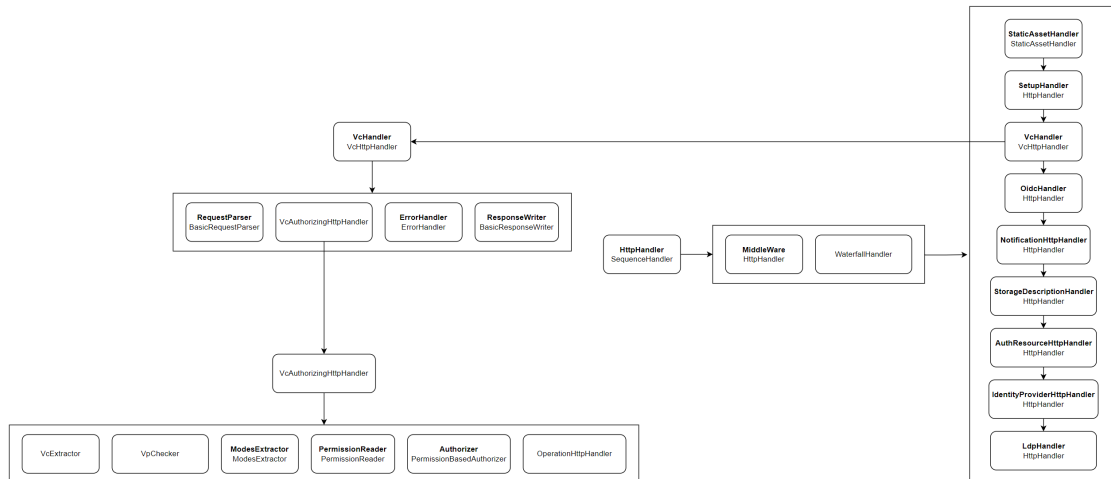 StaticAssetHandler
StaticAssetHandler
SetupHandler
HttpHandler
VcHandler
VcHttpHandler
VcHandler
VcHttpHandler
OidcHandler
HttpHandler
RequestParser
BasicRequestParser
VcAuthorizingHttpHandler
ErrorHandler
ErrorHandler
ResponseWriter
BasicResponseWriter
HttpHandler
SequenceHandler
MiddleWare
HttpHandler
WaterfallHandler
NotificationHttpHandler
HttpHandler
StorageDescriptionHandler
HttpHandler
AuthResourceHttpHandler
HttpHandler
VcAuthorizingHttpHandler
IdentityProviderHttpHandler
HttpHandler
VcExtractor
VpChecker
ModesExtractor
ModesExtractor
PermissionReader
PermissionReader
Authorizer
PermissionBasedAuthorizer
OperationHttpHandler
LdpHandler
HttpHandler